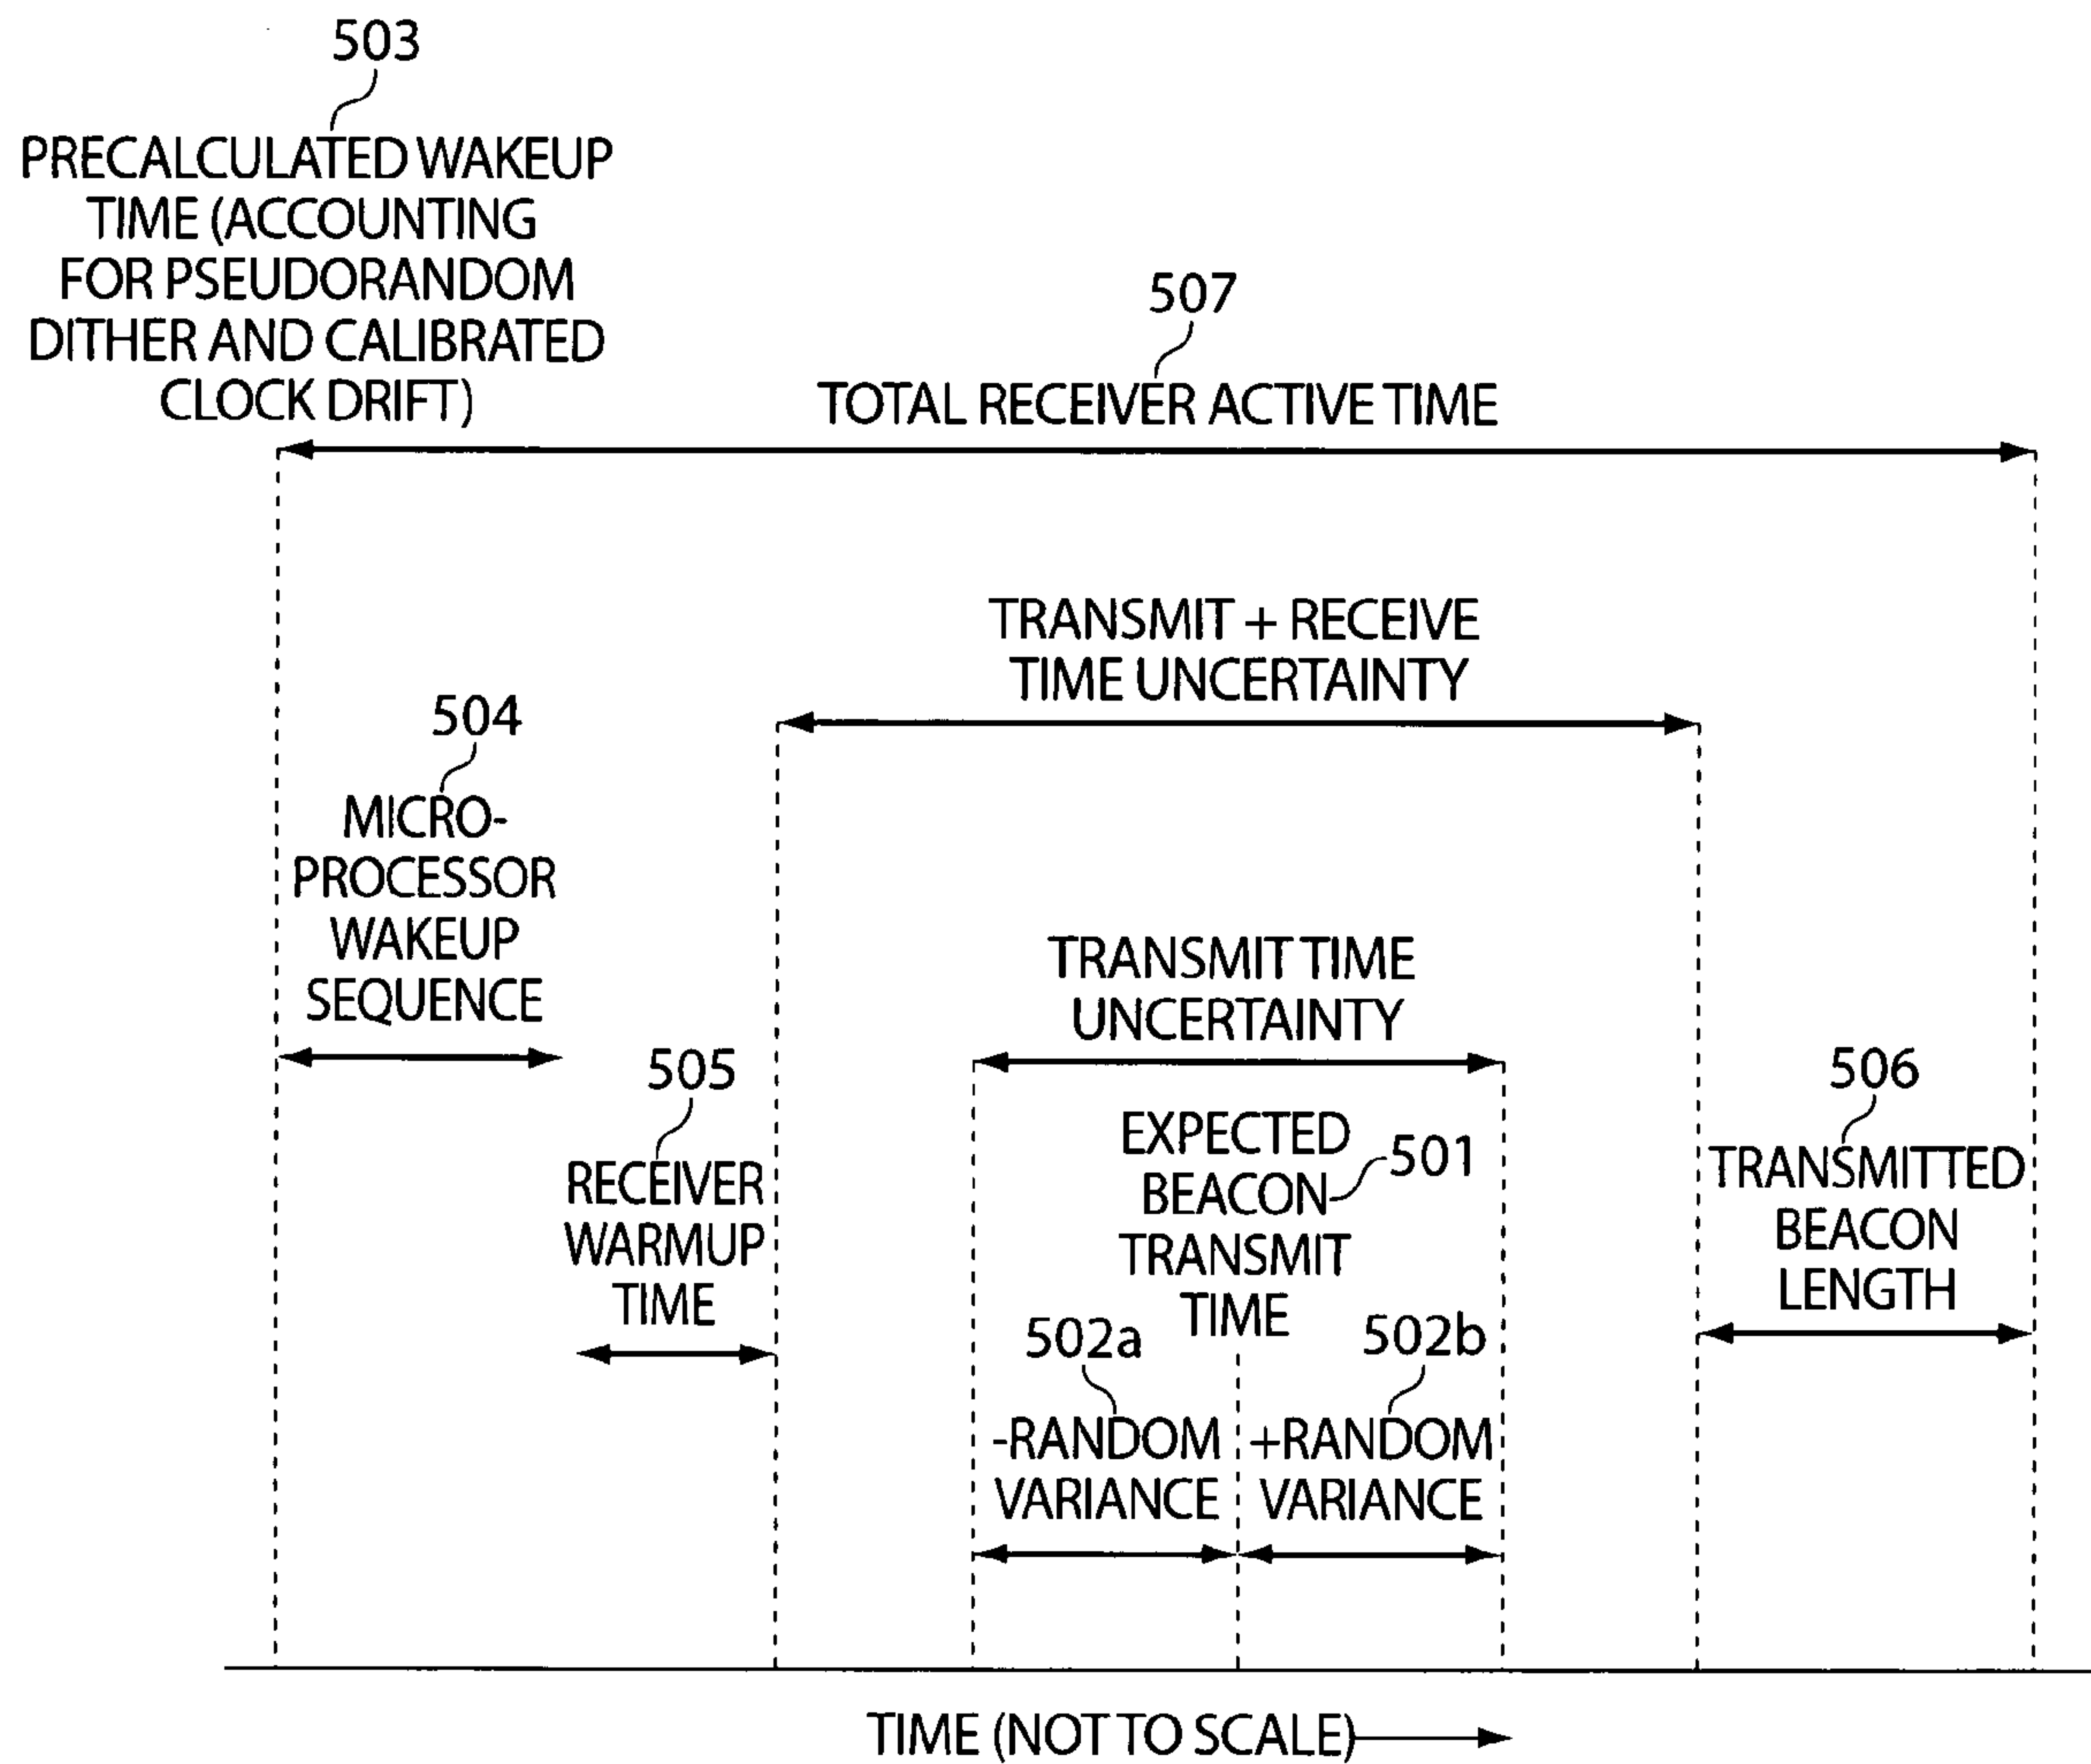 503
PRECALCULATED WAKEUP
TIME (ACCOUNTING
FOR PSEUDORANDOM
DITHER AND CALIBRATED
CLOCK DRIFT)
507
TOTAL RECEIVER ACTIVE TIME
TRANSMIT + RECEIVE
TIME UNCERTAINTY
504
MICRO-
PROCESSOR
WAKEUP
SEQUENCE
505
RECEIVER
WARMUP
TIME
TRANSMIT TIME
UNCERTAINTY
EXPECTED
BEACON
TRANSMIT
TIME
501
502a
-RANDOM
VARIANCE
502b
+RANDOM
VARIANCE
506
TRANSMITTED
BEACON
LENGTH
TIME (NOT TO SCALE)